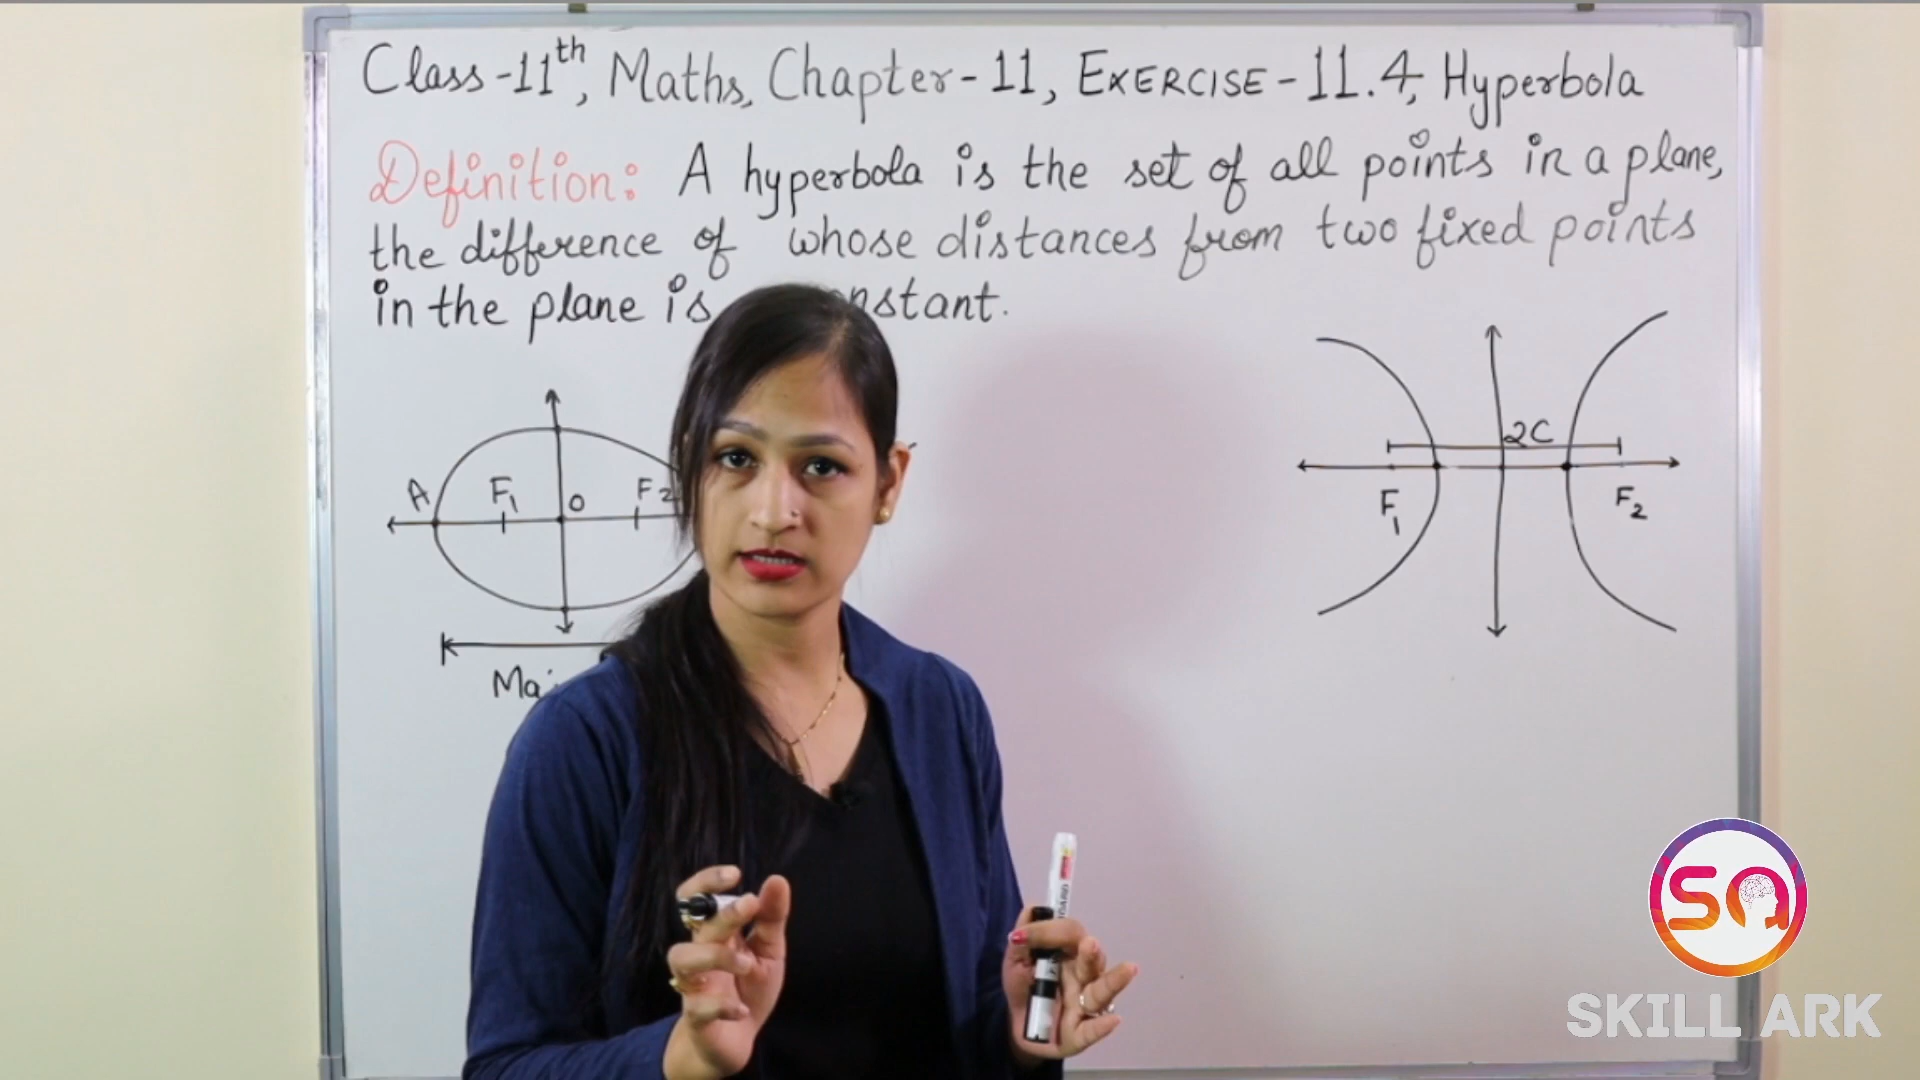 Class-11th, Maths, Chapter-11, EXERCISE-11.4, Hyperbola
Definition: A hyperbola is the set of all points in a plane,
the difference of whose distances from two fixed points
in the plane is constant.
A F1 O F2
2C
F1 F2
SA
SKILL ARK